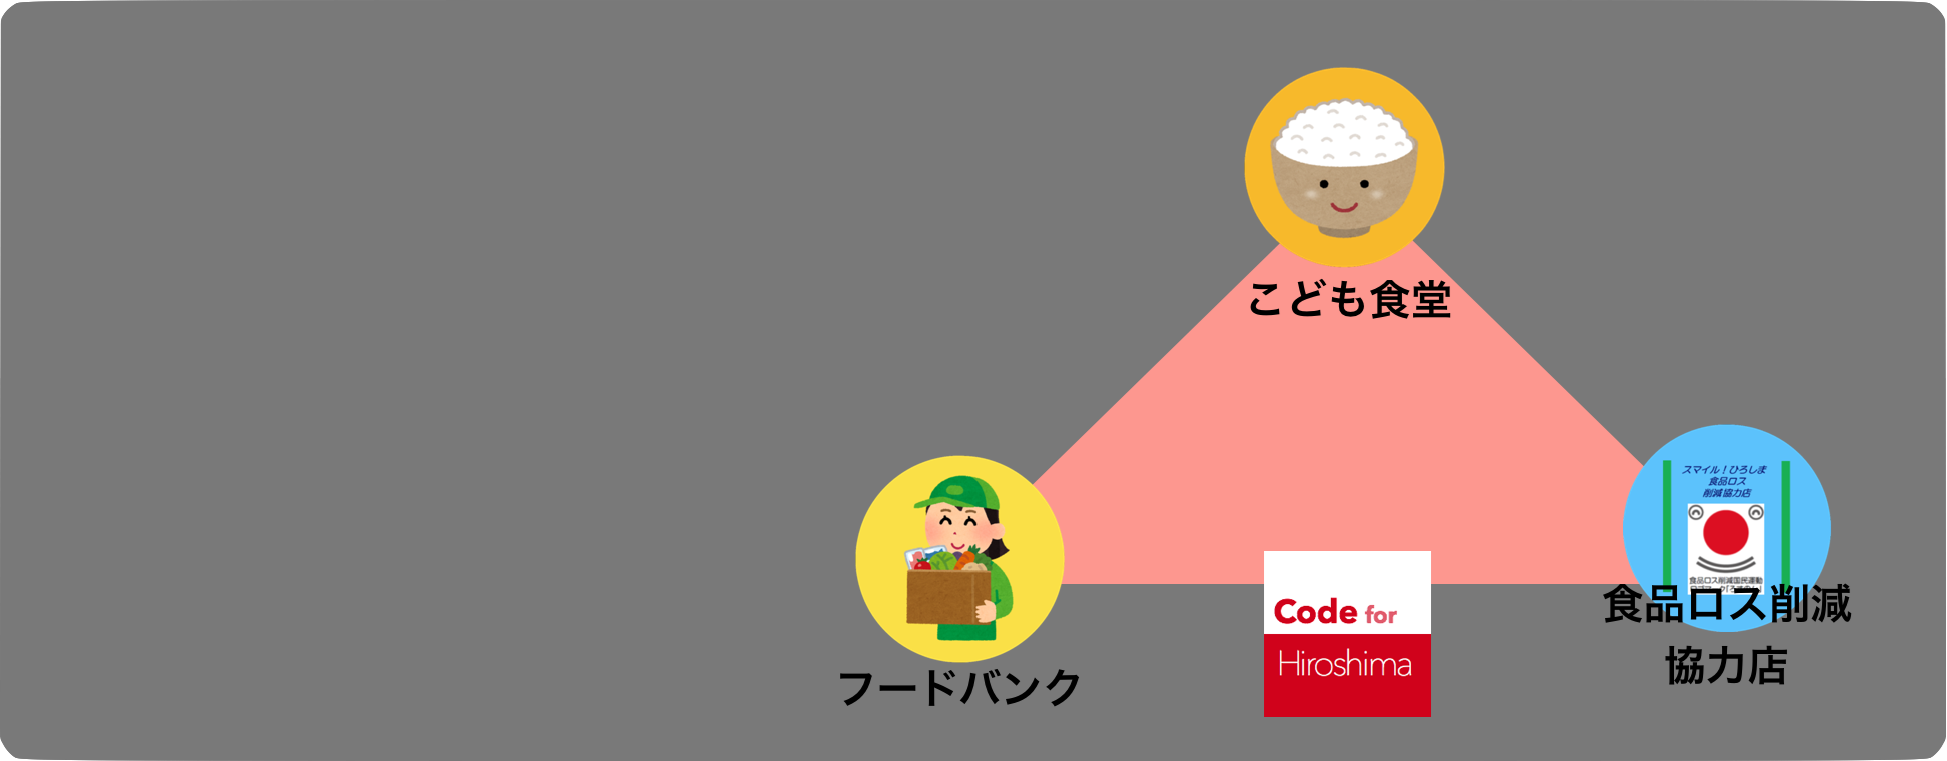 こども食堂
スマイル！ひろしま
食品ロス
削減協力店
食品ロス削減国民運動
食品ロス削減
協力店
フードバンク
Code for
Hiroshima